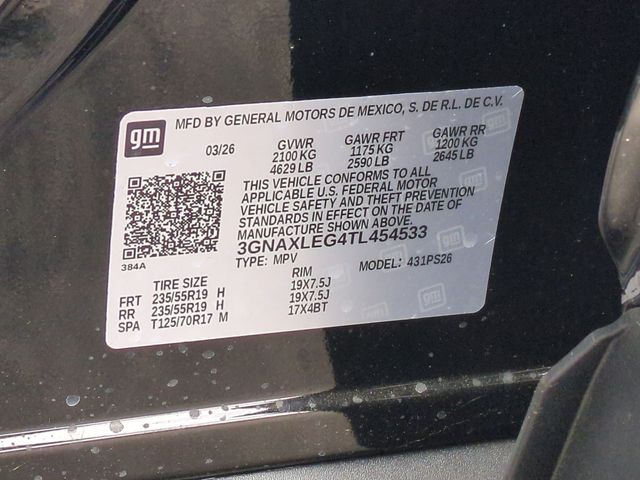 gm
MFD BY GENERAL MOTORS DE MEXICO, S. DE R.L. DE C.V.
03/26
GVWR GAWR FRT GAWR RR
2100 KG 1175 KG 1200 KG
4629 LB 2590 LB 2645 LB
THIS VEHICLE CONFORMS TO ALL
APPLICABLE U.S. FEDERAL MOTOR
VEHICLE SAFETY AND THEFT PREVENTION
STANDARDS IN EFFECT ON THE DATE OF
MANUFACTURE SHOWN ABOVE.
3GNAXLEG4TL454533
384A
TYPE: MPV MODEL: 431PS26
TIRE SIZE RIM
FRT 235/55R19 H 19X7.5J
RR 235/55R19 H 19X7.5J
SPA T125/70R17 M 17X4BT